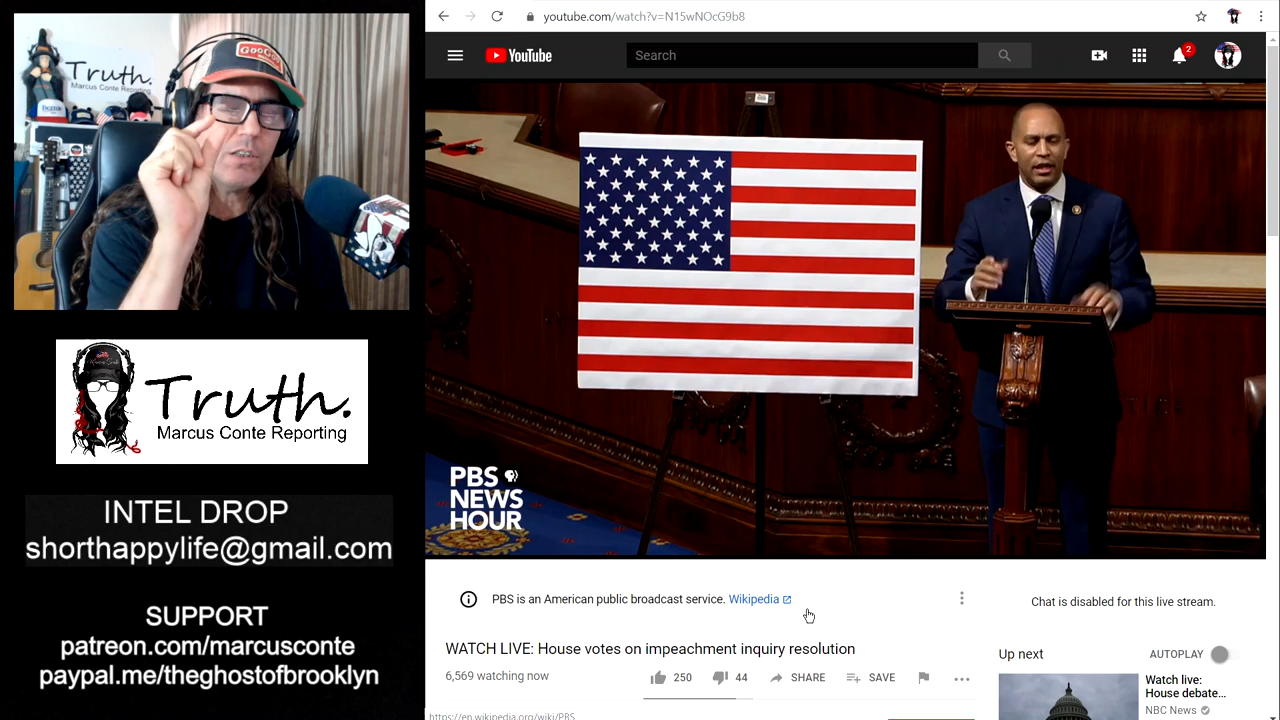 GooGoo
Truth.
Marcus Conte Reporting
Bernie
Truth.
Marcus Conte Reporting
INTEL DROP
shorthappylife@gmail.com
SUPPORT
patreon.com/marcusconte
paypal.me/theghostofbrooklyn
youtube.com/watch?v=N15wNOcG9b8
YouTube
Search
2
PBS
NEWS
HOUR
PBS is an American public broadcast service. Wikipedia
Chat is disabled for this live stream.
WATCH LIVE: House votes on impeachment inquiry resolution
6,569 watching now
250
44
SHARE
SAVE
Up next
AUTOPLAY
Watch live:
House debate…
NBC News
https://en.wikipedia.org/wiki/PBS